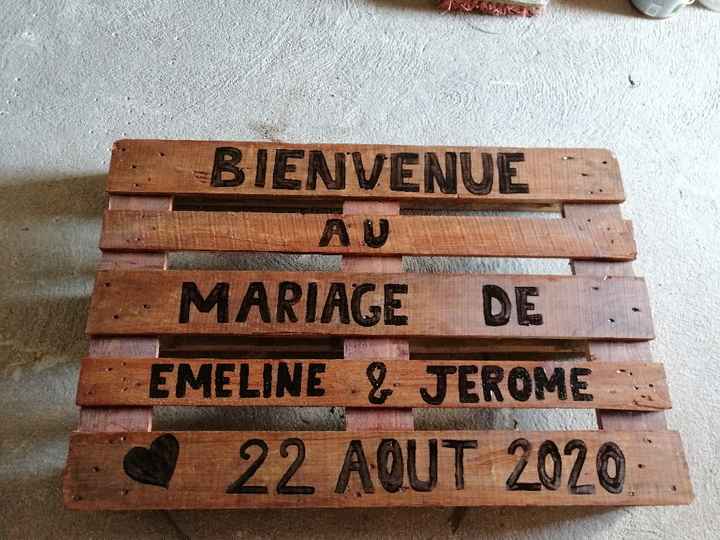 BIENVENUE
AU
MARIAGE DE
EMELINE & JEROME
♥ 22 AOUT 2020